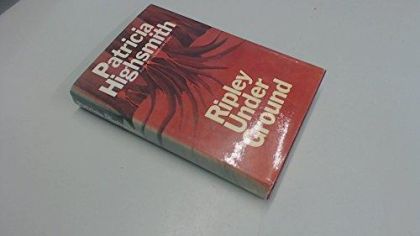 Patricia
Highsmith
Ripley
Under
Ground